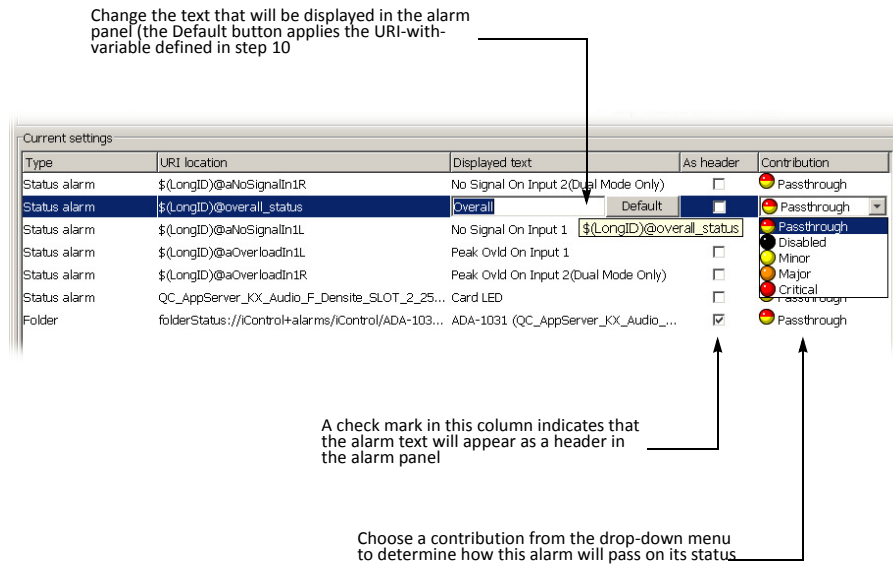 Change the text that will be displayed in the alarm
panel (the Default button applies the URI-with-
variable defined in step 10
Current settings
Type URI location Displayed text As header Contribution
Status alarm $(LongID)@aNoSignalIn1R No Signal On Input 2(Dual Mode Only) Passthrough
Status alarm $(LongID)@overall_status Overall Default Passthrough
Status alarm $(LongID)@aNoSignalIn1L No Signal On Input 1 $(LongID)@overall_status Passthrough
Disabled
Status alarm $(LongID)@aOverloadIn1L Peak Ovld On Input 1 Minor
Status alarm $(LongID)@aOverloadIn1R Peak Ovld On Input 2(Dual Mode Only) Major
Critical
Status alarm QC_AppServer_KX_Audio_F_Densite_SLOT_2_25... Card LED Passthrough
Folder folderStatus://iControl+alarms/iControl/ADA-103... ADA-1031 (QC_AppServer_KX_Audio_... Passthrough
A check mark in this column indicates that
the alarm text will appear as a header in
the alarm panel
Choose a contribution from the drop-down menu
to determine how this alarm will pass on its status